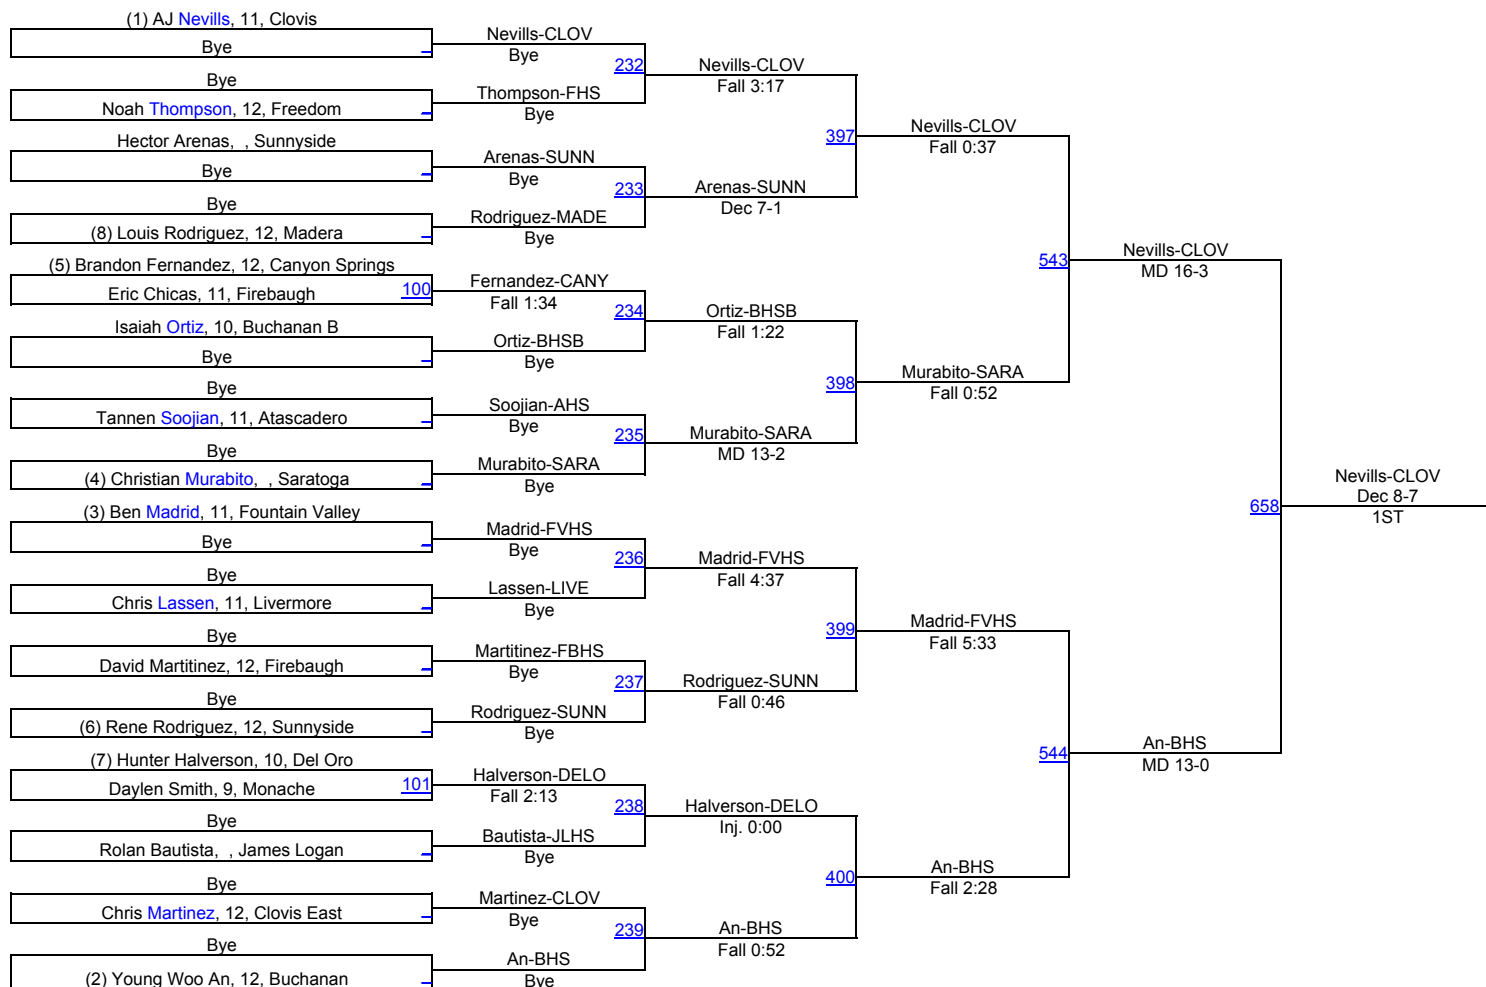 (1) AJ Nevills, 11, Clovis
Bye
Bye
Noah Thompson, 12, Freedom
Hector Arenas, , Sunnyside
Bye
Bye
(8) Louis Rodriguez, 12, Madera
(5) Brandon Fernandez, 12, Canyon Springs
Eric Chicas, 11, Firebaugh
100
Isaiah Ortiz, 10, Buchanan B
Bye
Bye
Tannen Soojian, 11, Atascadero
Bye
(4) Christian Murabito, , Saratoga
(3) Ben Madrid, 11, Fountain Valley
Bye
Bye
Chris Lassen, 11, Livermore
Bye
David Martitinez, 12, Firebaugh
Bye
(6) Rene Rodriguez, 12, Sunnyside
(7) Hunter Halverson, 10, Del Oro
Daylen Smith, 9, Monache
101
Bye
Rolan Bautista, , James Logan
Bye
Chris Martinez, 12, Clovis East
Bye
(2) Young Woo An, 12, Buchanan
Nevills-CLOV
Bye
232
Thompson-FHS
Bye
Arenas-SUNN
Bye
233
Rodriguez-MADE
Bye
Fernandez-CANY
Fall 1:34
234
Ortiz-BHSB
Bye
Soojian-AHS
Bye
235
Murabito-SARA
Bye
Madrid-FVHS
Bye
236
Lassen-LIVE
Bye
Martitinez-FBHS
Bye
237
Rodriguez-SUNN
Bye
Halverson-DELO
Fall 2:13
238
Bautista-JLHS
Bye
Martinez-CLOV
Bye
239
An-BHS
Bye
Nevills-CLOV
Fall 3:17
397
Arenas-SUNN
Dec 7-1
Ortiz-BHSB
Fall 1:22
398
Murabito-SARA
MD 13-2
Madrid-FVHS
Fall 4:37
399
Rodriguez-SUNN
Fall 0:46
Halverson-DELO
Inj. 0:00
400
An-BHS
Fall 0:52
Nevills-CLOV
Fall 0:37
543
Murabito-SARA
Fall 0:52
Madrid-FVHS
Fall 5:33
544
An-BHS
Fall 2:28
Nevills-CLOV
MD 16-3
658
An-BHS
MD 13-0
Nevills-CLOV
Dec 8-7
1ST